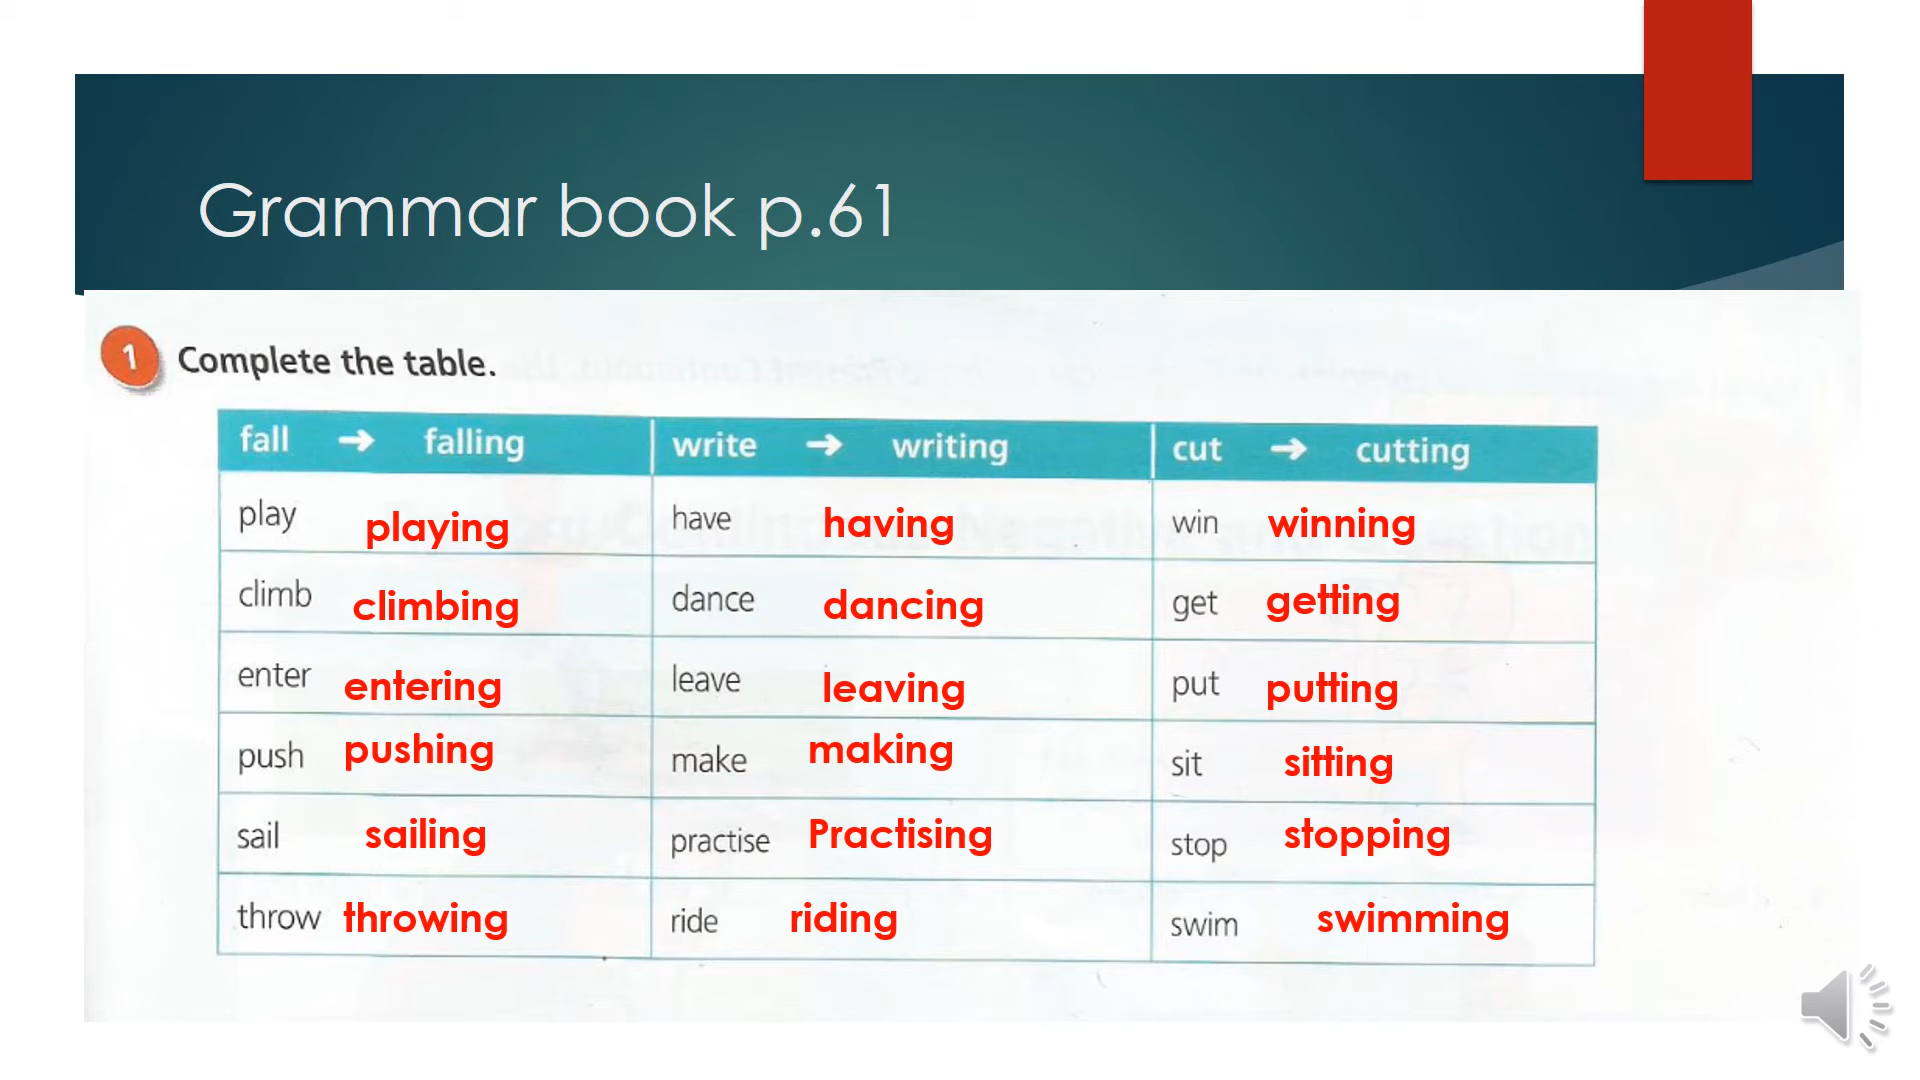 Grammar book p.61
1 Complete the table.
fall → falling write → writing cut → cutting
play playing have having win winning
climb climbing dance dancing get getting
enter entering leave leaving put putting
push pushing make making sit sitting
sail sailing practise Practising stop stopping
throw throwing ride riding swim swimming